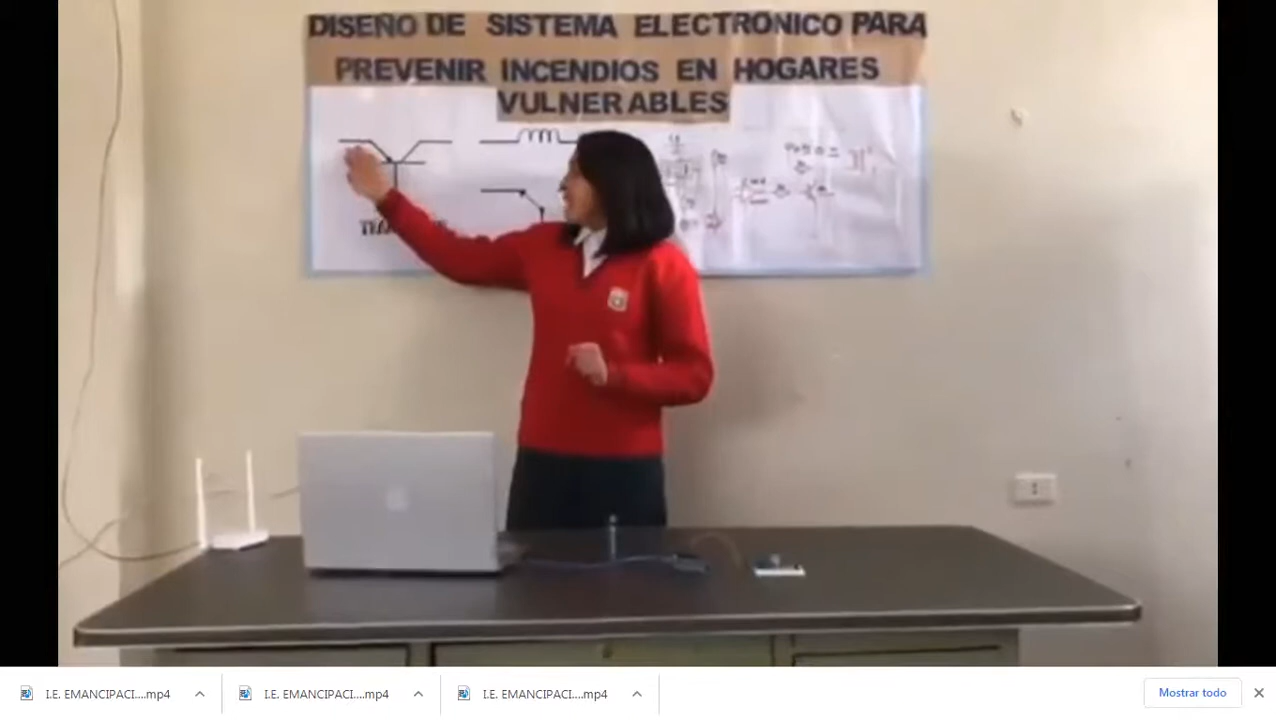 DISEÑO DE SISTEMA ELECTRONICO PARA
PREVENIR INCENDIOS EN HOGARES
VULNERABLES
I.E. EMANCIPACI....mp4
I.E. EMANCIPACI....mp4
I.E. EMANCIPACI....mp4
Mostrar todo